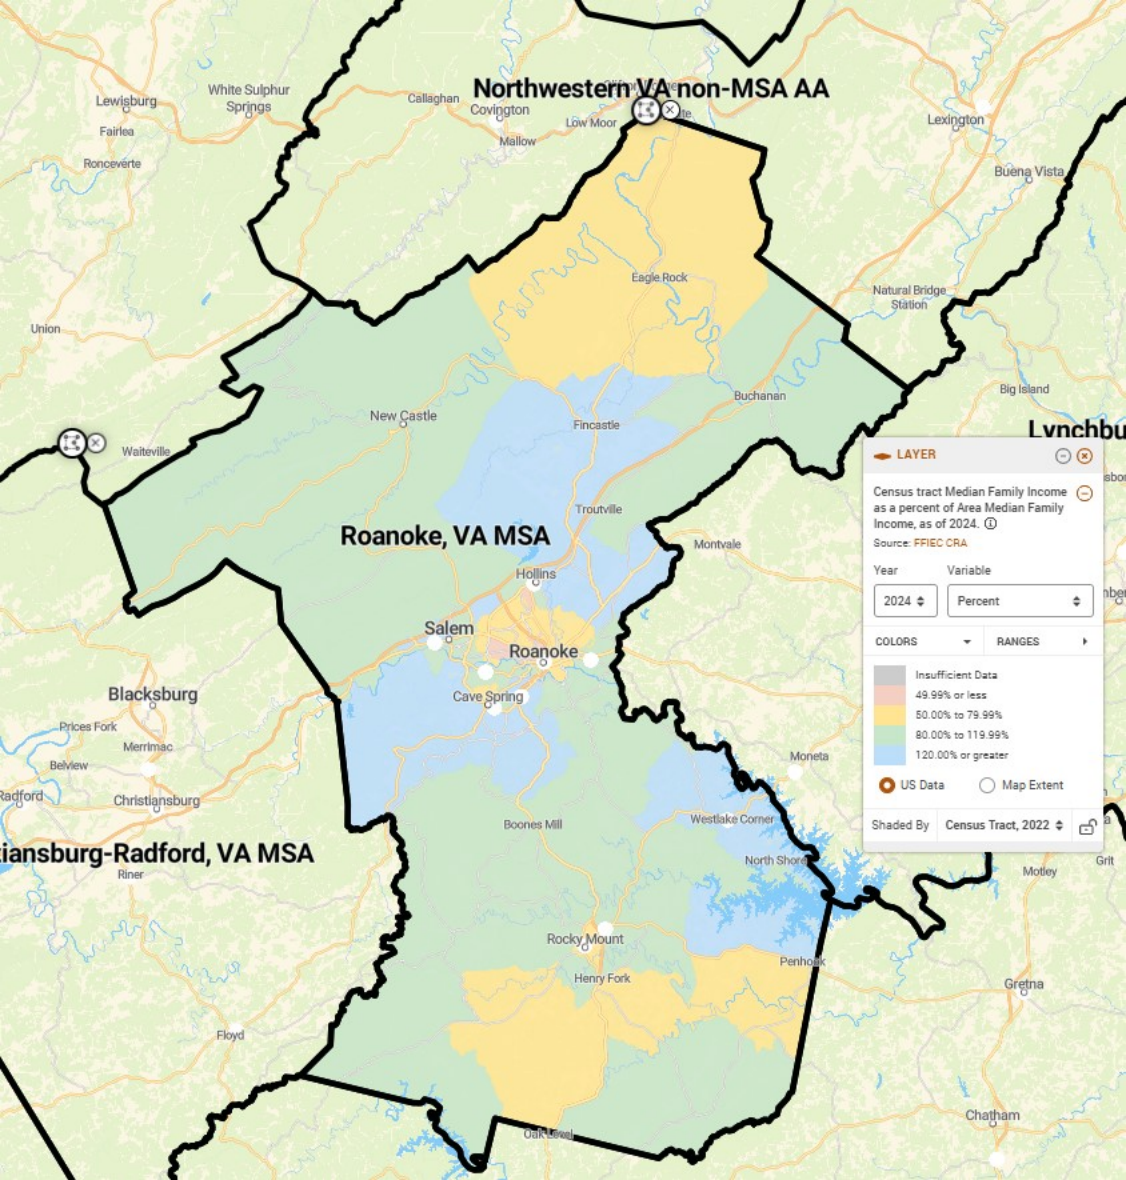 Northwestern VA non-MSA AA
White Sulphur
Springs
Lewisburg
Fairlea
Ronceverte
Callaghan
Covington
Low Moor
Mallow
Lexington
Buena Vista
Eagle Rock
Natural Bridge
Station
Union
Big Island
Buchanan
New Castle
Fincastle
Lynchbu
Waiteville
Troutville
Roanoke, VA MSA
Montvale
Hollins
Salem
Roanoke
Cave Spring
Blacksburg
Prices Fork
Merrimac
Belview
Radford
Christiansburg
Moneta
Boones Mill
Westlake Corner
tiansburg-Radford, VA MSA
Riner
North Shore
Motley
Grit
Rocky Mount
Penhook
Henry Fork
Gretna
Floyd
Chatham
Oak Level
LAYER
Census tract Median Family Income
as a percent of Area Median Family
Income, as of 2024.
Source: FFIEC CRA
Year
Variable
2024
Percent
COLORS
RANGES
Insufficient Data
49.99% or less
50.00% to 79.99%
80.00% to 119.99%
120.00% or greater
US Data
Map Extent
Shaded By
Census Tract, 2022